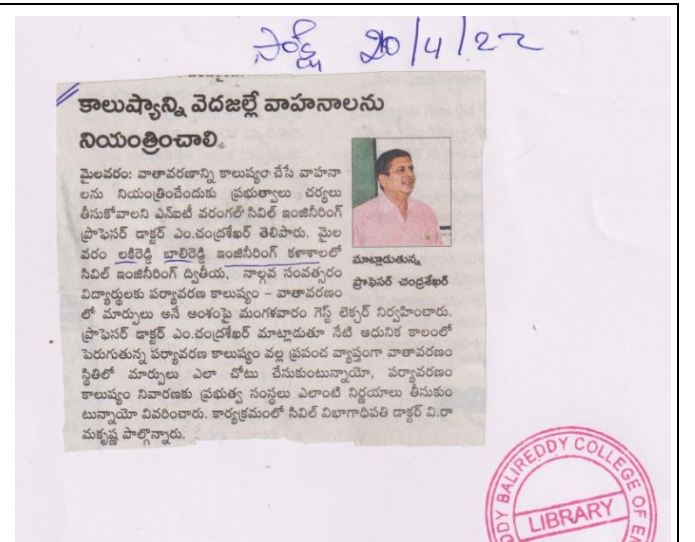 సాక్షి 20/4/22
కాలుష్యాన్ని వెదజల్లే వాహనాలను
నియంత్రించాలి
మైలవరం: వాతావరణాన్ని కాలుష్యం చేసే వాహనా
లను నియంత్రించేందుకు ప్రభుత్వాలు చర్యలు
తీసుకోవాలని ఎన్ఐటీ వరంగల్ సివిల్ ఇంజినీరింగ్
ప్రొఫెసర్ డాక్టర్ ఎం.చంద్రశేఖర్ తెలిపారు. మైల
వరం లకిరెడ్డి బాలిరెడ్డి ఇంజినీరింగ్ కళాశాలలో
సివిల్ ఇంజినీరింగ్ ద్వితీయ, నాల్గవ సంవత్సరం
విద్యార్థులకు పర్యావరణ కాలుష్యం – వాతావరణం
లో మార్పులు అనే అంశంపై మంగళవారం గెస్ట్ లెక్చర్ నిర్వహించారు.
ప్రొఫెసర్ డాక్టర్ ఎం.చంద్రశేఖర్ మాట్లాడుతూ నేటి ఆధునిక కాలంలో
పెరుగుతున్న పర్యావరణ కాలుష్యం వల్ల ప్రపంచ వ్యాప్తంగా వాతావరణం
స్థితిలో మార్పులు ఎలా చోటు చేసుకుంటున్నాయో, పర్యావరణం
కాలుష్యం నివారణకు ప్రభుత్వ సంస్థలు ఎలాంటి నిర్ణయాలు తీసుకుం
టున్నాయో వివరించారు. కార్యక్రమంలో సివిల్ విభాగాధిపతి డాక్టర్ వి.రా
మకృష్ణ పాల్గొన్నారు.
మాట్లాడుతున్న
ప్రొఫెసర్ చంద్రశేఖర్
BALIREDDY COLLEGE OF
LIBRARY